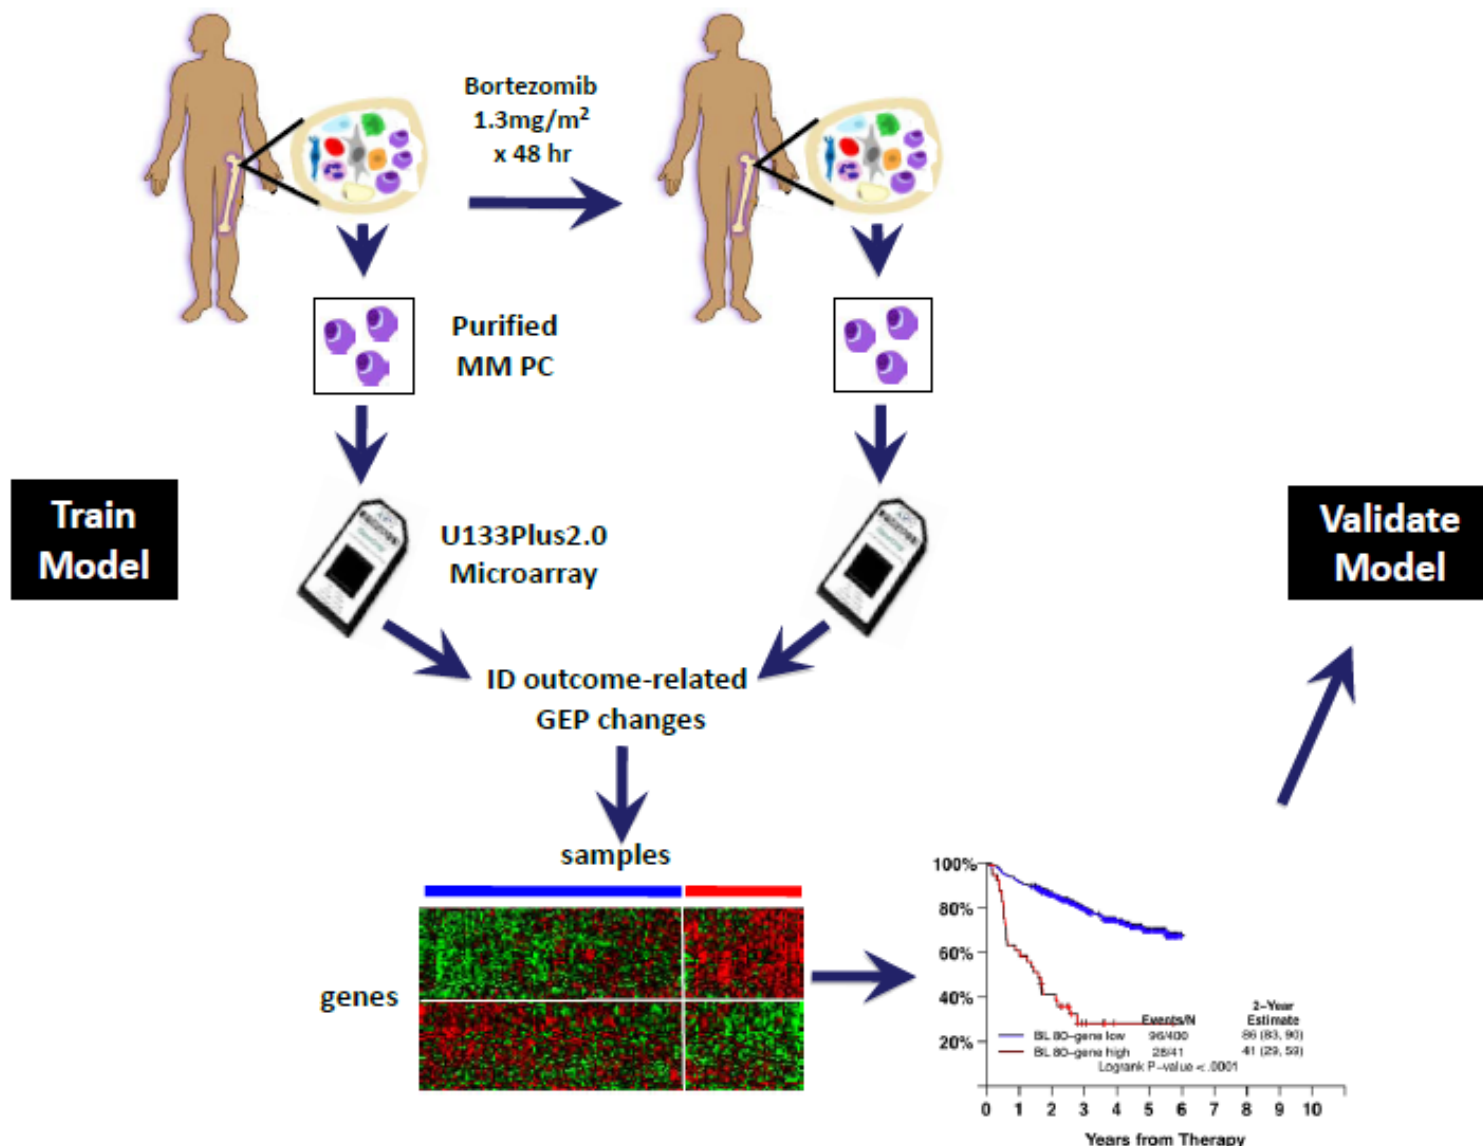 Bortezomib
1.3mg/m²
x 48 hr
Purified
MM PC
Train
Model
U133Plus2.0
Microarray
Validate
Model
ID outcome-related
GEP changes
samples
genes
100%
80%
60%
40%
20%
2-Year
Events/N Estimate
BL 80-gene low 96/400 86 (83, 90)
BL 80-gene high 28/41 41 (29, 59)
Logrank P-value < .0001
0 1 2 3 4 5 6 7 8 9 10
Years from Therapy